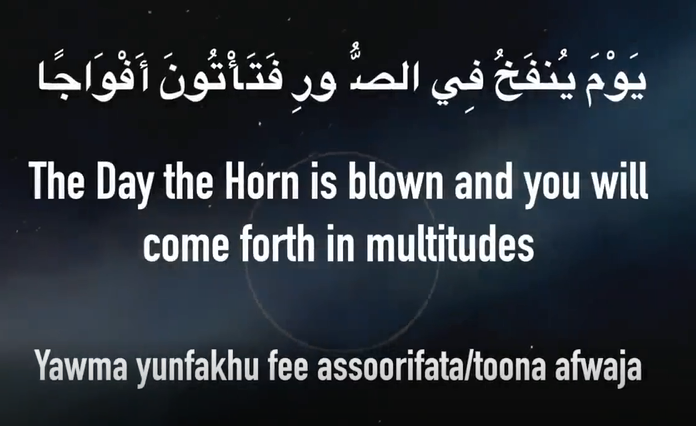 يَوْمَ يُنفَخُ فِي الصُّورِ فَتَأْتُونَ أَفْوَاجًا
The Day the Horn is blown and you will
come forth in multitudes
Yawma yunfakhu fee assoorifata/toona afwaja